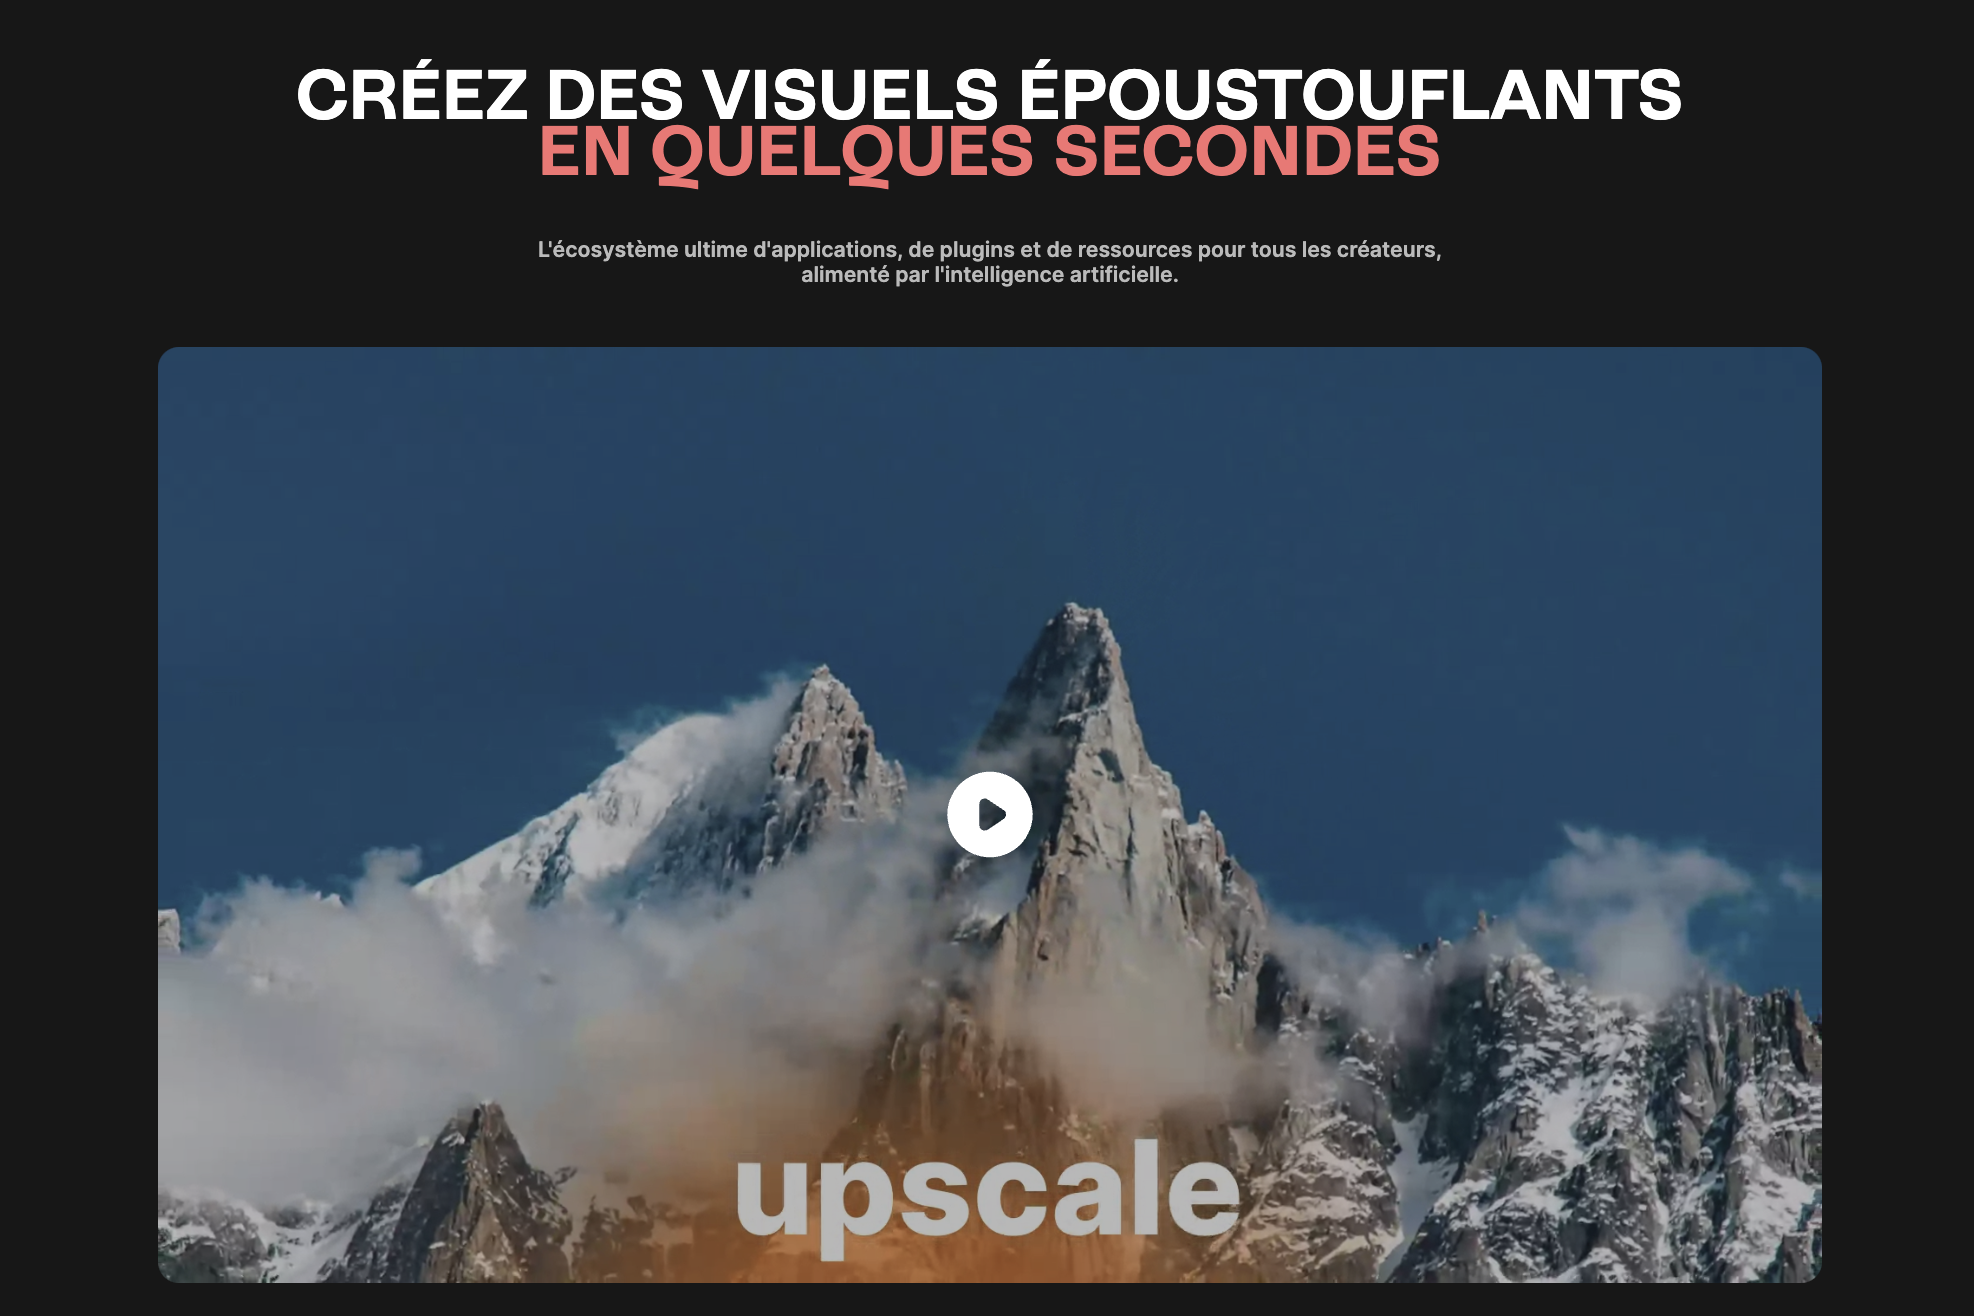 CRÉEZ DES VISUELS ÉPOUSTOUFLANTS
EN QUELQUES SECONDES
L'écosystème ultime d'applications, de plugins et de ressources pour tous les créateurs,
alimenté par l'intelligence artificielle.
upscale